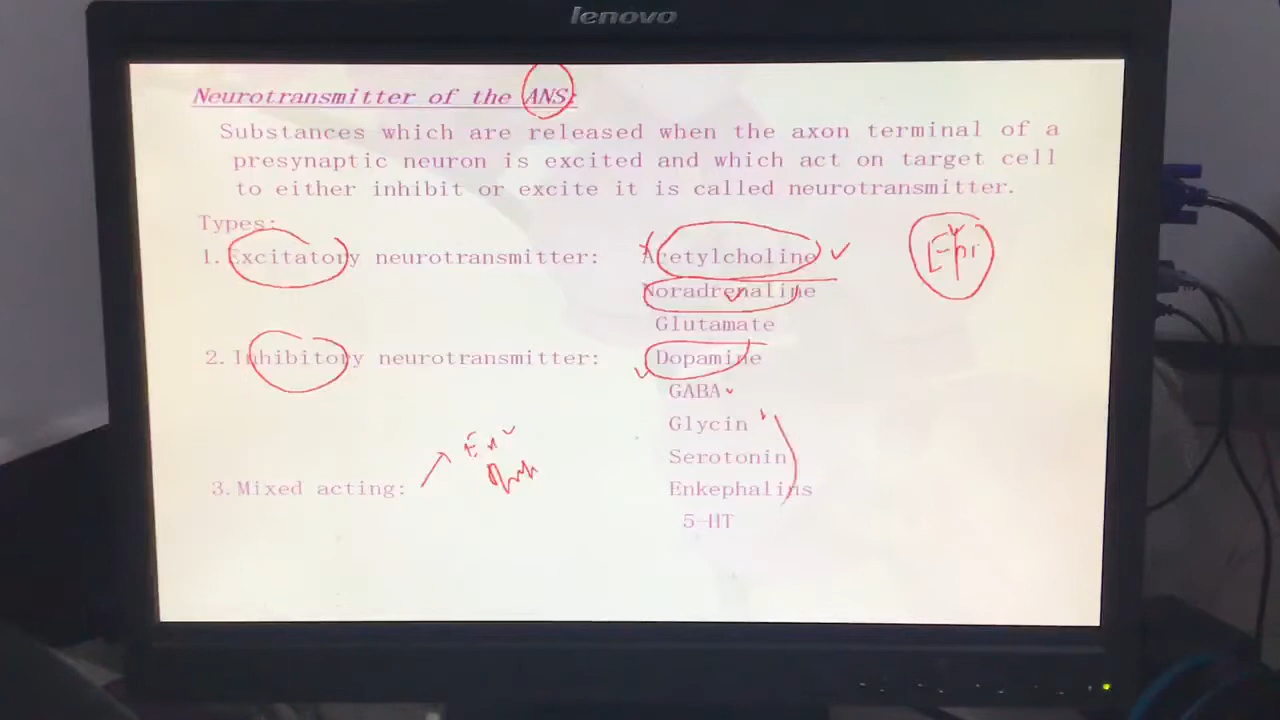 lenovo
Neurotransmitter of the ANS:
Substances which are released when the axon terminal of a
presynaptic neuron is excited and which act on target cell
to either inhibit or excite it is called neurotransmitter.
Types:
1. Excitatory neurotransmitter: Acetylcholine
Noradrenaline
Glutamate
2. Inhibitory neurotransmitter: Dopamine
GABA
Glycin
Serotonin
3. Mixed acting: Enkephalins
5-HT